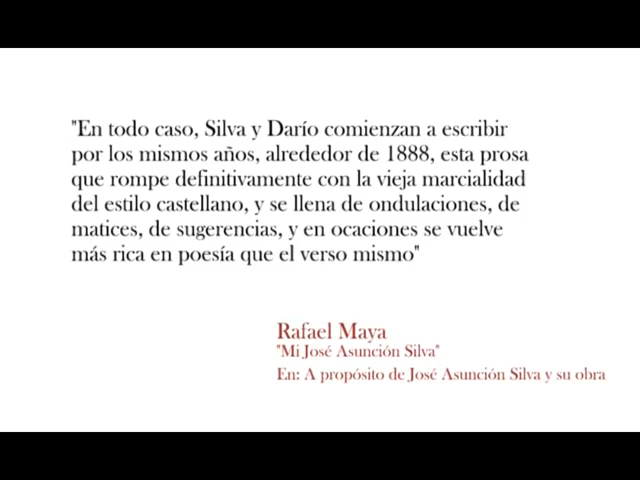 "En todo caso, Silva y Darío comienzan a escribir
por los mismos años, alrededor de 1888, esta prosa
que rompe definitivamente con la vieja marcialidad
del estilo castellano, y se llena de ondulaciones, de
matices, de sugerencias, y en ocaciones se vuelve
más rica en poesía que el verso mismo"
Rafael Maya
"Mi José Asunción Silva"
En: A propósito de José Asunción Silva y su obra